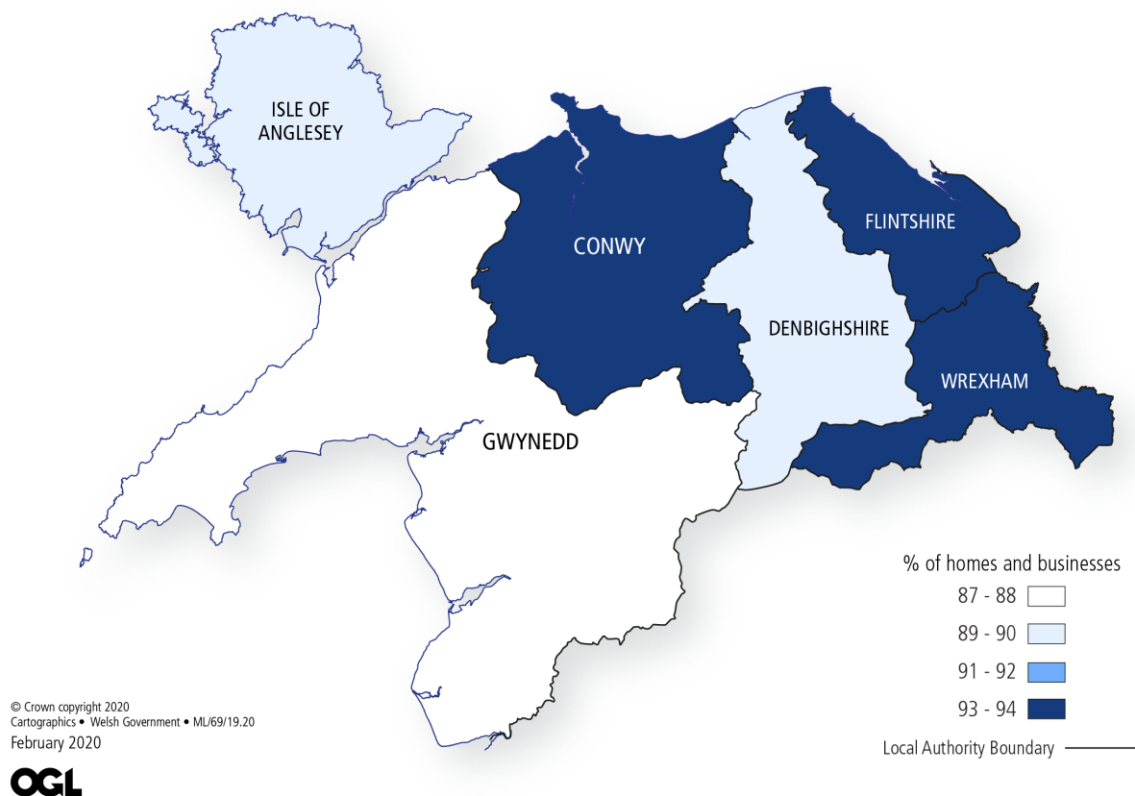 ISLE OF
ANGLESEY
CONWY
FLINTSHIRE
DENBIGHSHIRE
WREXHAM
GWYNEDD
% of homes and businesses
87 - 88
89 - 90
91 - 92
93 - 94
Local Authority Boundary
© Crown copyright 2020
Cartographics • Welsh Government • ML/69/19.20
February 2020
OGL